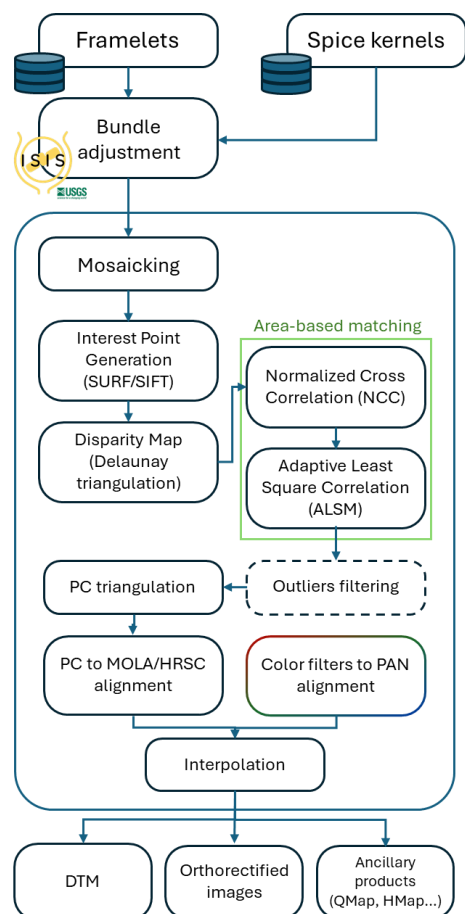 Framelets
Spice kernels
Bundle
adjustment
ISIS
USGS
Mosaicking
Interest Point
Generation
(SURF/SIFT)
Disparity Map
(Delaunay
triangulation)
Area-based matching
Normalized Cross
Correlation (NCC)
Adaptive Least
Square Correlation
(ALSM)
Outliers filtering
PC triangulation
PC to MOLA/HRSC
alignment
Color filters to PAN
alignment
Interpolation
DTM
Orthorectified
images
Ancillary
products
(QMap, HMap...)